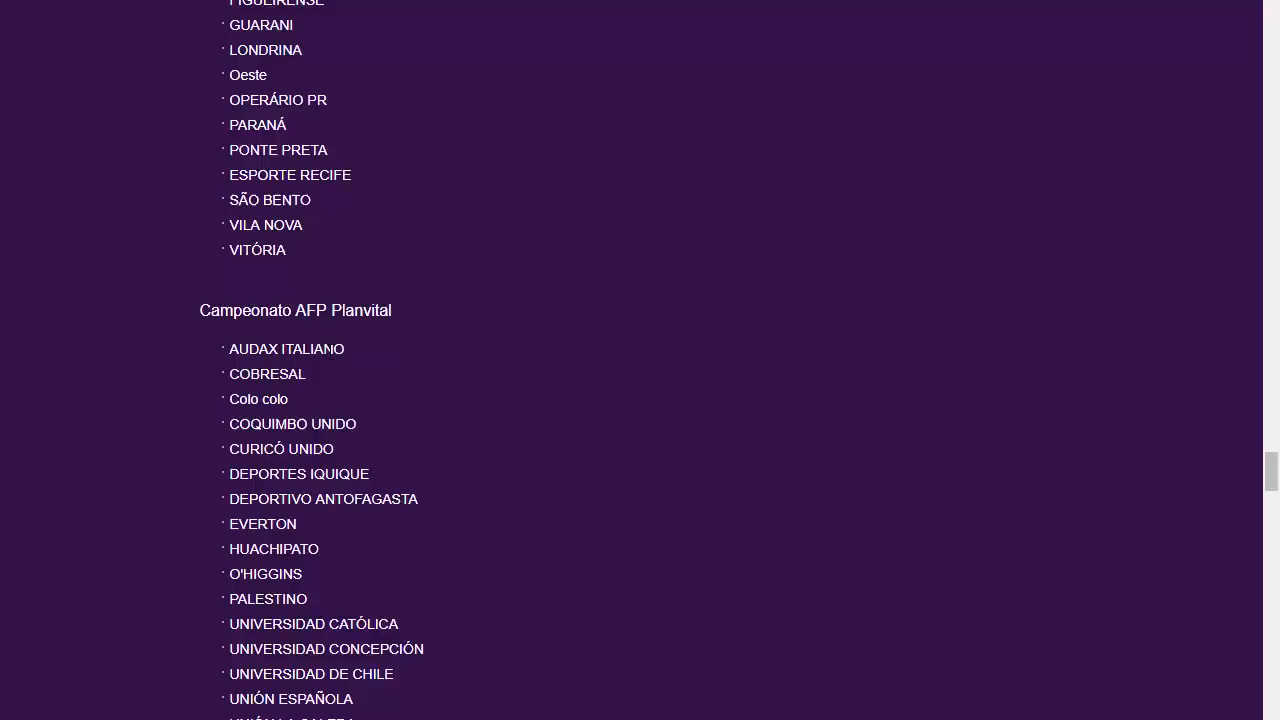 FIGUEIRENSE
GUARANI
LONDRINA
Oeste
OPERÁRIO PR
PARANÁ
PONTE PRETA
ESPORTE RECIFE
SÃO BENTO
VILA NOVA
VITÓRIA
Campeonato AFP Planvital
AUDAX ITALIANO
COBRESAL
Colo colo
COQUIMBO UNIDO
CURICÓ UNIDO
DEPORTES IQUIQUE
DEPORTIVO ANTOFAGASTA
EVERTON
HUACHIPATO
O'HIGGINS
PALESTINO
UNIVERSIDAD CATÓLICA
UNIVERSIDAD CONCEPCIÓN
UNIVERSIDAD DE CHILE
UNIÓN ESPAÑOLA